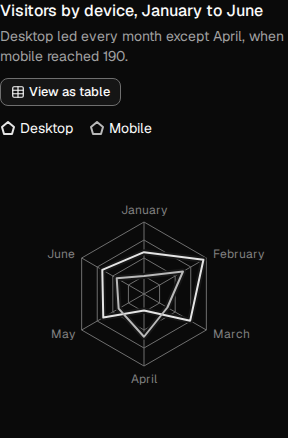 Visitors by device, January to June
Desktop led every month except April, when
mobile reached 190.
View as table
Desktop Mobile
January
June February
May March
April